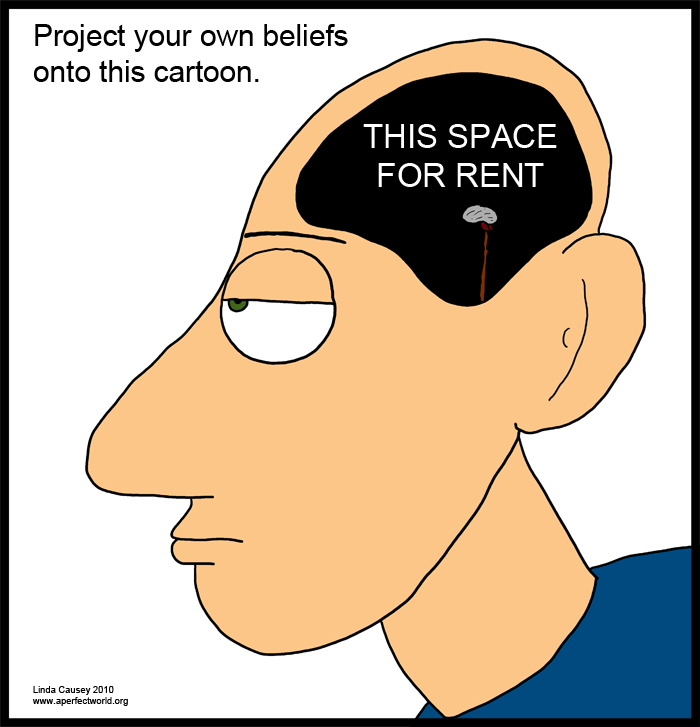 Project your own beliefs
onto this cartoon.
THIS SPACE
FOR RENT
Linda Causey 2010
www.aperfectworld.org